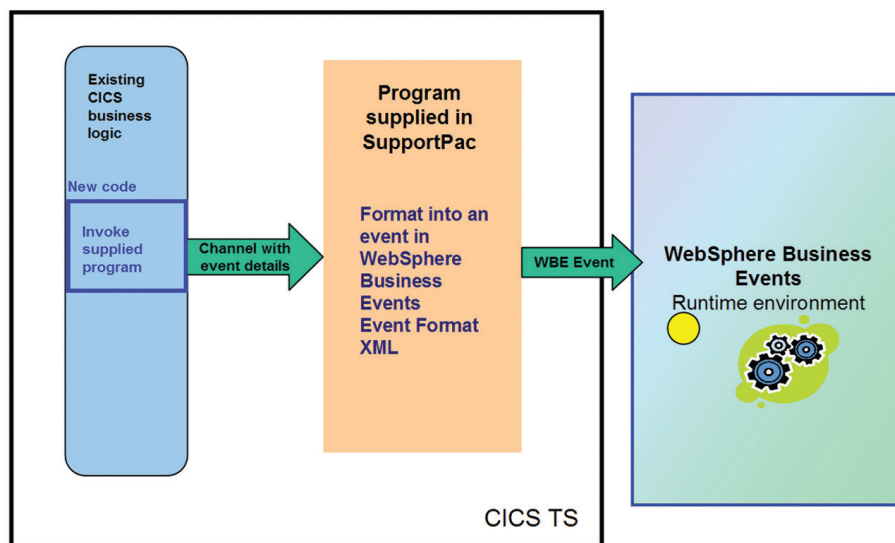 Existing
CICS
business
logic
New code
Invoke
supplied
program
Channel with
event details
Program
supplied in
SupportPac
Format into an
event in
WebSphere
Business
Events
Event Format
XML
WBE Event
WebSphere Business
Events
Runtime environment
CICS TS